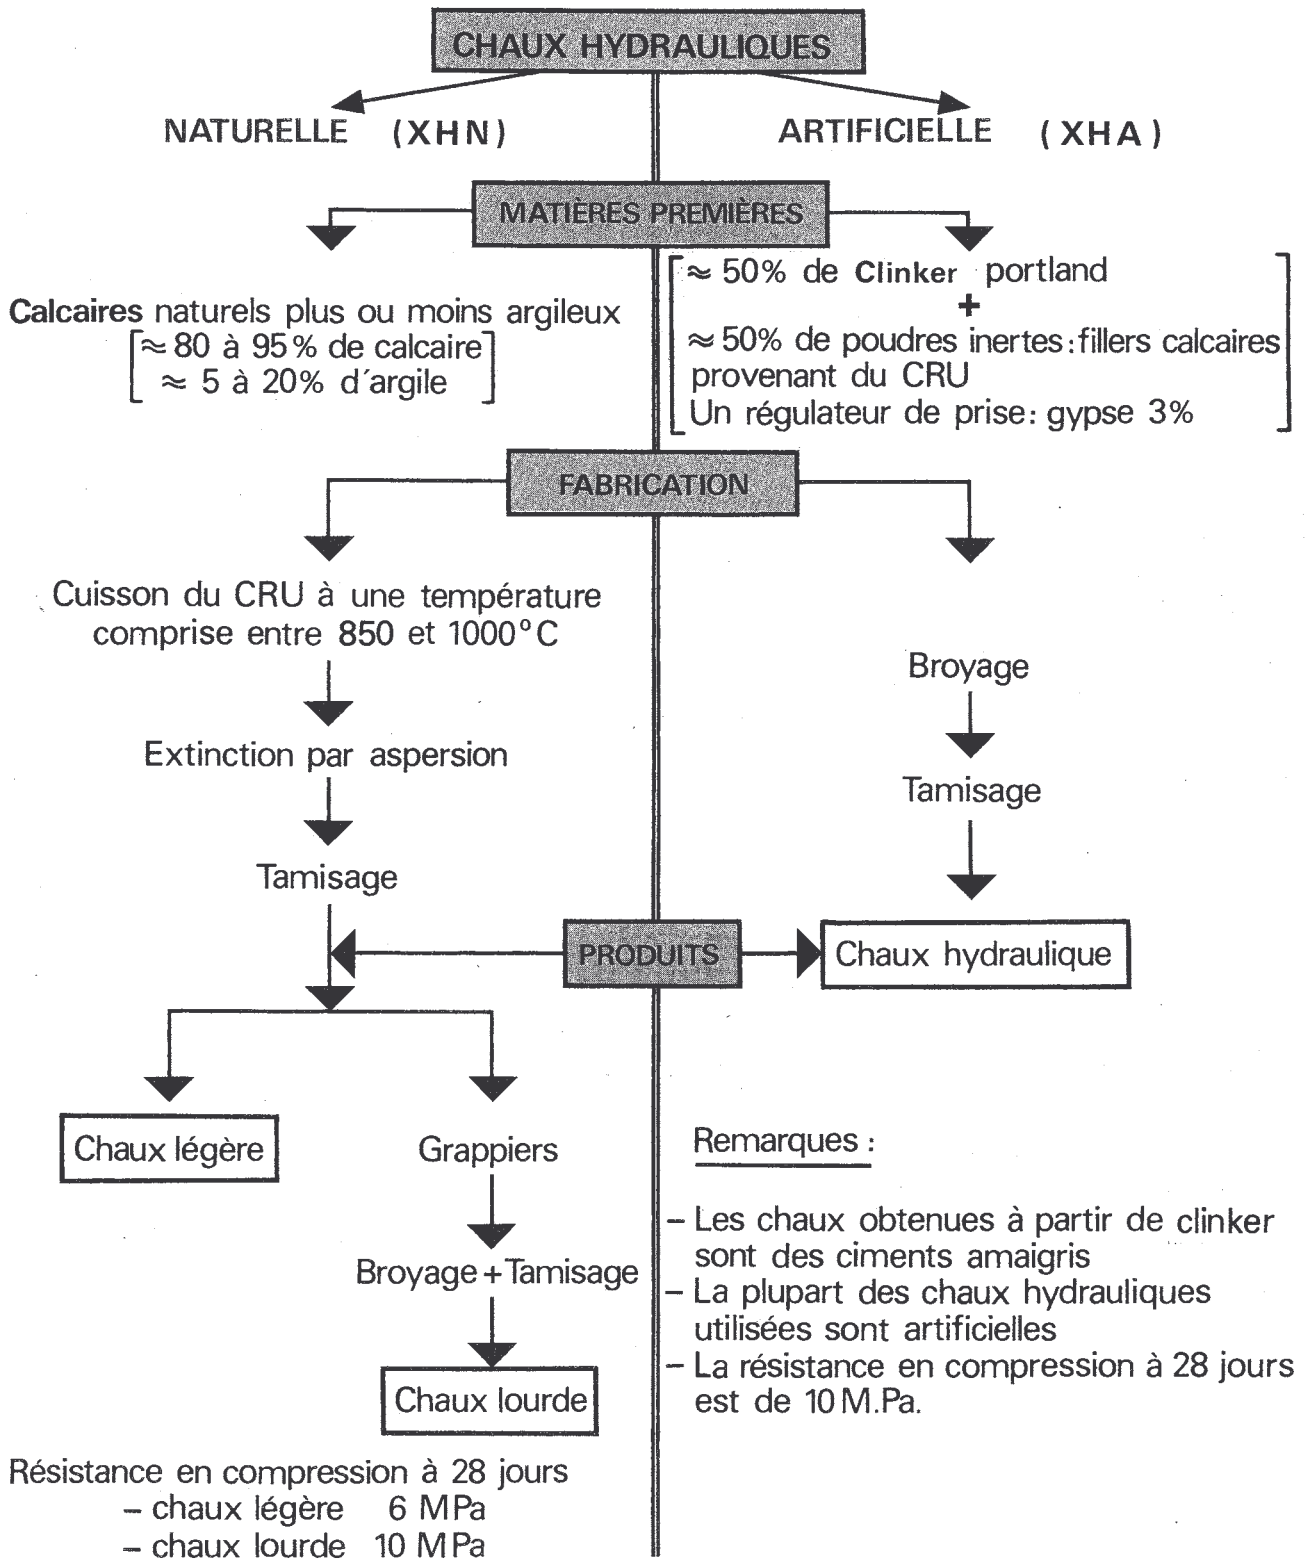 CHAUX HYDRAULIQUES
NATURELLE (XHN)
ARTIFICIELLE (XHA)
MATIÈRES PREMIÈRES
Calcaires naturels plus ou moins argileux
≈ 80 à 95% de calcaire
≈ 5 à 20% d'argile
≈ 50% de Clinker portland
+
≈ 50% de poudres inertes : fillers calcaires
provenant du CRU
Un régulateur de prise : gypse 3%
FABRICATION
Cuisson du CRU à une température
comprise entre 850 et 1000°C
Extinction par aspersion
Tamisage
Broyage
Tamisage
PRODUITS
Chaux hydraulique
Chaux légère
Grappiers
Broyage + Tamisage
Chaux lourde
Résistance en compression à 28 jours
– chaux légère 6 MPa
– chaux lourde 10 MPa
Remarques :
– Les chaux obtenues à partir de clinker
sont des ciments amaigris
– La plupart des chaux hydrauliques
utilisées sont artificielles
– La résistance en compression à 28 jours
est de 10 M.Pa.